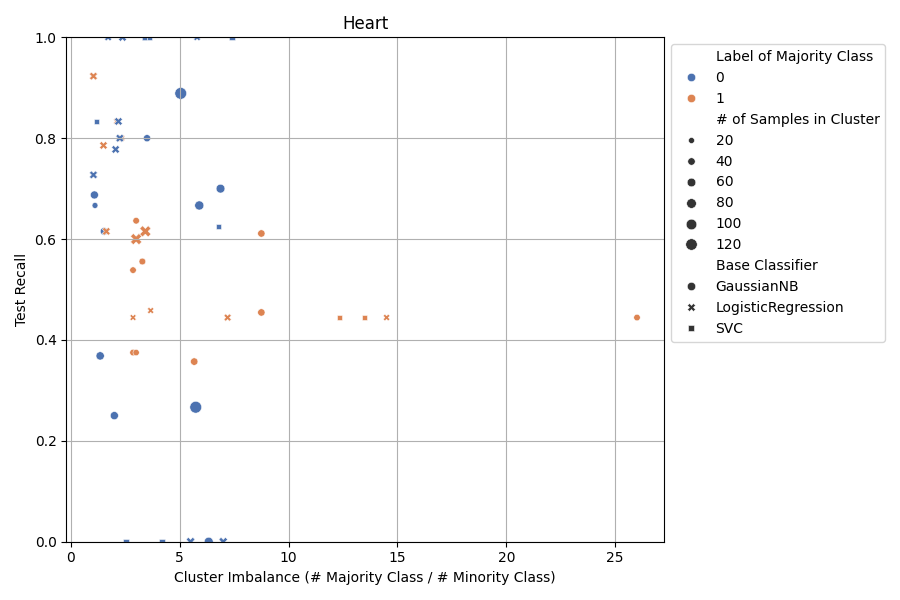 Heart
Test Recall
1.0
0.8
0.6
0.4
0.2
0.0
0 5 10 15 20 25
Cluster Imbalance (# Majority Class / # Minority Class)
Label of Majority Class
0
1
# of Samples in Cluster
20
40
60
80
100
120
Base Classifier
GaussianNB
LogisticRegression
SVC